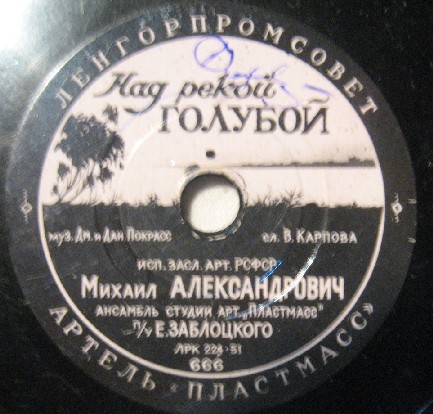 ЛЕНГОРПРОМСОВЕТ
Над рекой
ГОЛУБОЙ
муз. Дм. и Дан Покрасс сл. В. Карпова
исп. засл. арт. РСФСР
Михаил АЛЕКСАНДРОВИЧ
АНСАМБЛЬ СТУДИИ АРТ. „ПЛАСТМАСС"
п/у Е. ЗАБЛОЦКОГО
ЛРК 224-51
666
АРТЕЛЬ «ПЛАСТМАСС»